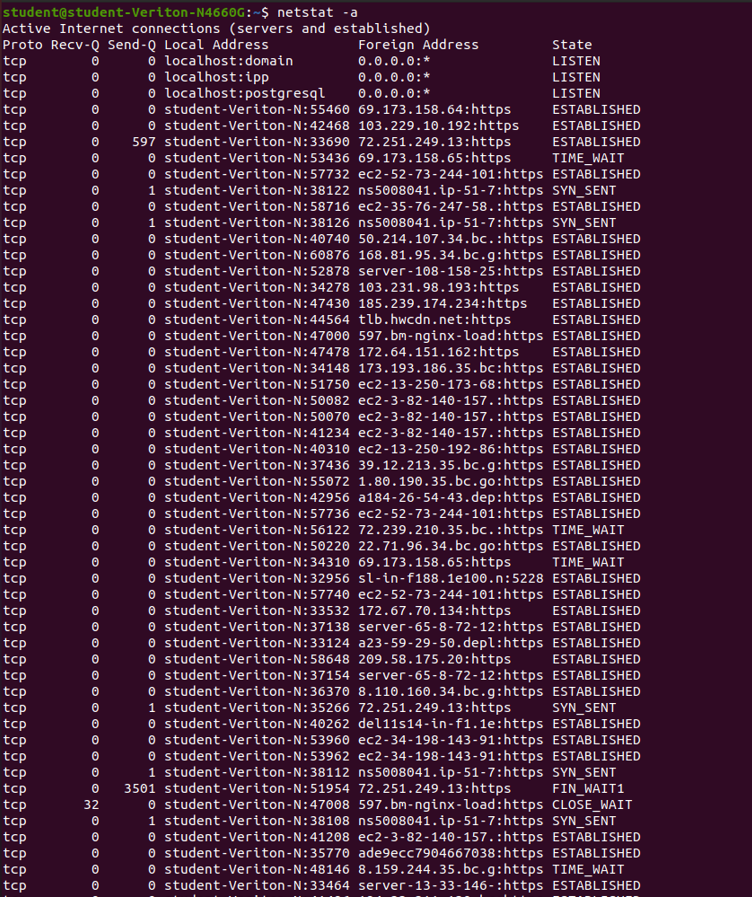 student@student-Veriton-N4660G:~$ netstat -a
Active Internet connections (servers and established)
Proto Recv-Q Send-Q Local Address           Foreign Address         State
tcp        0      0 localhost:domain        0.0.0.0:*               LISTEN
tcp        0      0 localhost:ipp           0.0.0.0:*               LISTEN
tcp        0      0 localhost:postgresql    0.0.0.0:*               LISTEN
tcp        0      0 student-Veriton-N:55460 69.173.158.64:https     ESTABLISHED
tcp        0      0 student-Veriton-N:42468 103.229.10.192:https    ESTABLISHED
tcp        0    597 student-Veriton-N:33690 72.251.249.13:https     ESTABLISHED
tcp        0      0 student-Veriton-N:53436 69.173.158.65:https     TIME_WAIT
tcp        0      0 student-Veriton-N:57732 ec2-52-73-244-101:https ESTABLISHED
tcp        0      1 student-Veriton-N:38122 ns5008041.ip-51-7:https SYN_SENT
tcp        0      0 student-Veriton-N:58716 ec2-35-76-247-58.:https ESTABLISHED
tcp        0      1 student-Veriton-N:38126 ns5008041.ip-51-7:https SYN_SENT
tcp        0      0 student-Veriton-N:40740 50.214.107.34.bc.:https ESTABLISHED
tcp        0      0 student-Veriton-N:60876 168.81.95.34.bc.g:https ESTABLISHED
tcp        0      0 student-Veriton-N:52878 server-108-158-25:https ESTABLISHED
tcp        0      0 student-Veriton-N:34278 103.231.98.193:https    ESTABLISHED
tcp        0      0 student-Veriton-N:47430 185.239.174.234:https   ESTABLISHED
tcp        0      0 student-Veriton-N:44564 tlb.hwcdn.net:https     ESTABLISHED
tcp        0      0 student-Veriton-N:47000 597.bm-nginx-load:https ESTABLISHED
tcp        0      0 student-Veriton-N:47478 172.64.151.162:https    ESTABLISHED
tcp        0      0 student-Veriton-N:34148 173.193.186.35.bc:https ESTABLISHED
tcp        0      0 student-Veriton-N:51750 ec2-13-250-173-68:https ESTABLISHED
tcp        0      0 student-Veriton-N:50082 ec2-3-82-140-157.:https ESTABLISHED
tcp        0      0 student-Veriton-N:50070 ec2-3-82-140-157.:https ESTABLISHED
tcp        0      0 student-Veriton-N:41234 ec2-3-82-140-157.:https ESTABLISHED
tcp        0      0 student-Veriton-N:40310 ec2-13-250-192-86:https ESTABLISHED
tcp        0      0 student-Veriton-N:37436 39.12.213.35.bc.g:https ESTABLISHED
tcp        0      0 student-Veriton-N:55072 1.80.190.35.bc.go:https ESTABLISHED
tcp        0      0 student-Veriton-N:42956 a184-26-54-43.dep:https ESTABLISHED
tcp        0      0 student-Veriton-N:57736 ec2-52-73-244-101:https ESTABLISHED
tcp        0      0 student-Veriton-N:56122 72.239.210.35.bc.:https TIME_WAIT
tcp        0      0 student-Veriton-N:50220 22.71.96.34.bc.go:https ESTABLISHED
tcp        0      0 student-Veriton-N:34310 69.173.158.65:https     TIME_WAIT
tcp        0      0 student-Veriton-N:32956 sl-in-f188.1e100.n:5228 ESTABLISHED
tcp        0      0 student-Veriton-N:57740 ec2-52-73-244-101:https ESTABLISHED
tcp        0      0 student-Veriton-N:33532 172.67.70.134:https     ESTABLISHED
tcp        0      0 student-Veriton-N:37138 server-65-8-72-12:https ESTABLISHED
tcp        0      0 student-Veriton-N:33124 a23-59-29-50.depl:https ESTABLISHED
tcp        0      0 student-Veriton-N:58648 209.58.175.20:https     ESTABLISHED
tcp        0      0 student-Veriton-N:37154 server-65-8-72-12:https ESTABLISHED
tcp        0      0 student-Veriton-N:36370 8.110.160.34.bc.g:https ESTABLISHED
tcp        0      1 student-Veriton-N:35266 72.251.249.13:https     SYN_SENT
tcp        0      0 student-Veriton-N:40262 del11s14-in-f1.1e:https ESTABLISHED
tcp        0      0 student-Veriton-N:53960 ec2-34-198-143-91:https ESTABLISHED
tcp        0      0 student-Veriton-N:53962 ec2-34-198-143-91:https ESTABLISHED
tcp        0      1 student-Veriton-N:38112 ns5008041.ip-51-7:https SYN_SENT
tcp        0   3501 student-Veriton-N:51954 72.251.249.13:https     FIN_WAIT1
tcp       32      0 student-Veriton-N:47008 597.bm-nginx-load:https CLOSE_WAIT
tcp        0      1 student-Veriton-N:38108 ns5008041.ip-51-7:https SYN_SENT
tcp        0      0 student-Veriton-N:41208 ec2-3-82-140-157.:https ESTABLISHED
tcp        0      0 student-Veriton-N:35770 ade9ecc7904667038:https ESTABLISHED
tcp        0      0 student-Veriton-N:48146 8.159.244.35.bc.g:https TIME_WAIT
tcp        0      0 student-Veriton-N:33464 server-13-33-146-:https ESTABLISHED